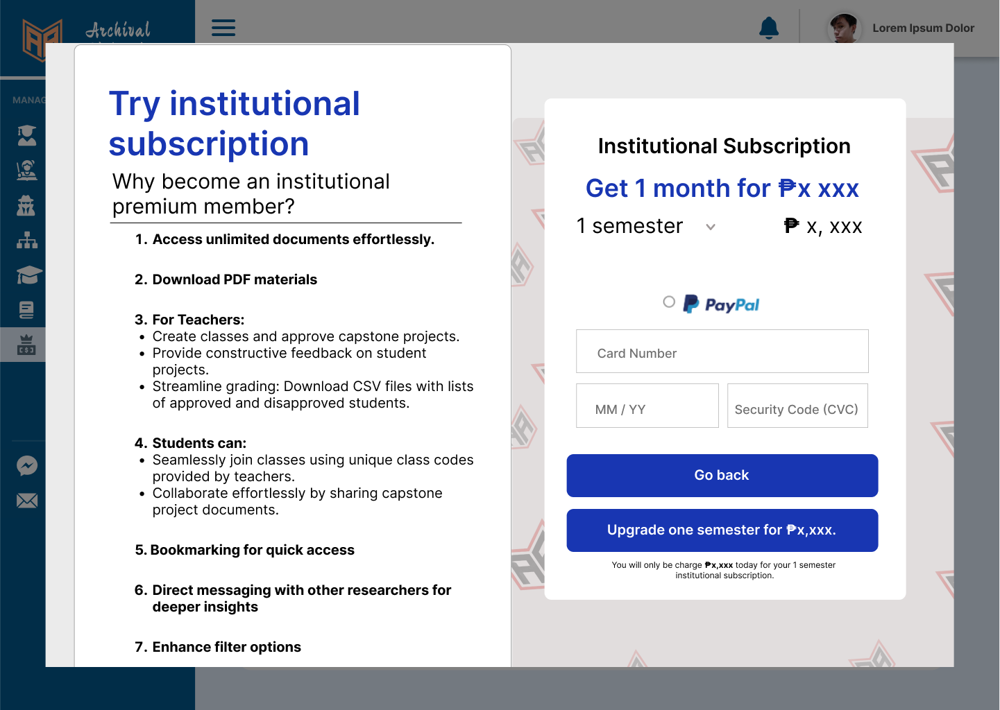 Archival
Lorem Ipsum Dolor
MANAG
Try institutional
subscription
Why become an institutional
premium member?
1. Access unlimited documents effortlessly.
2. Download PDF materials
3. For Teachers:
• Create classes and approve capstone projects.
• Provide constructive feedback on student
projects.
• Streamline grading: Download CSV files with lists
of approved and disapproved students.
4. Students can:
• Seamlessly join classes using unique class codes
provided by teachers.
• Collaborate effortlessly by sharing capstone
project documents.
5. Bookmarking for quick access
6. Direct messaging with other researchers for
deeper insights
7. Enhance filter options
Institutional Subscription
Get 1 month for ₱x xxx
1 semester ₱ x, xxx
PayPal
Card Number
MM / YY Security Code (CVC)
Go back
Upgrade one semester for ₱x,xxx.
You will only be charge ₱x,xxx today for your 1 semester
institutional subscription.